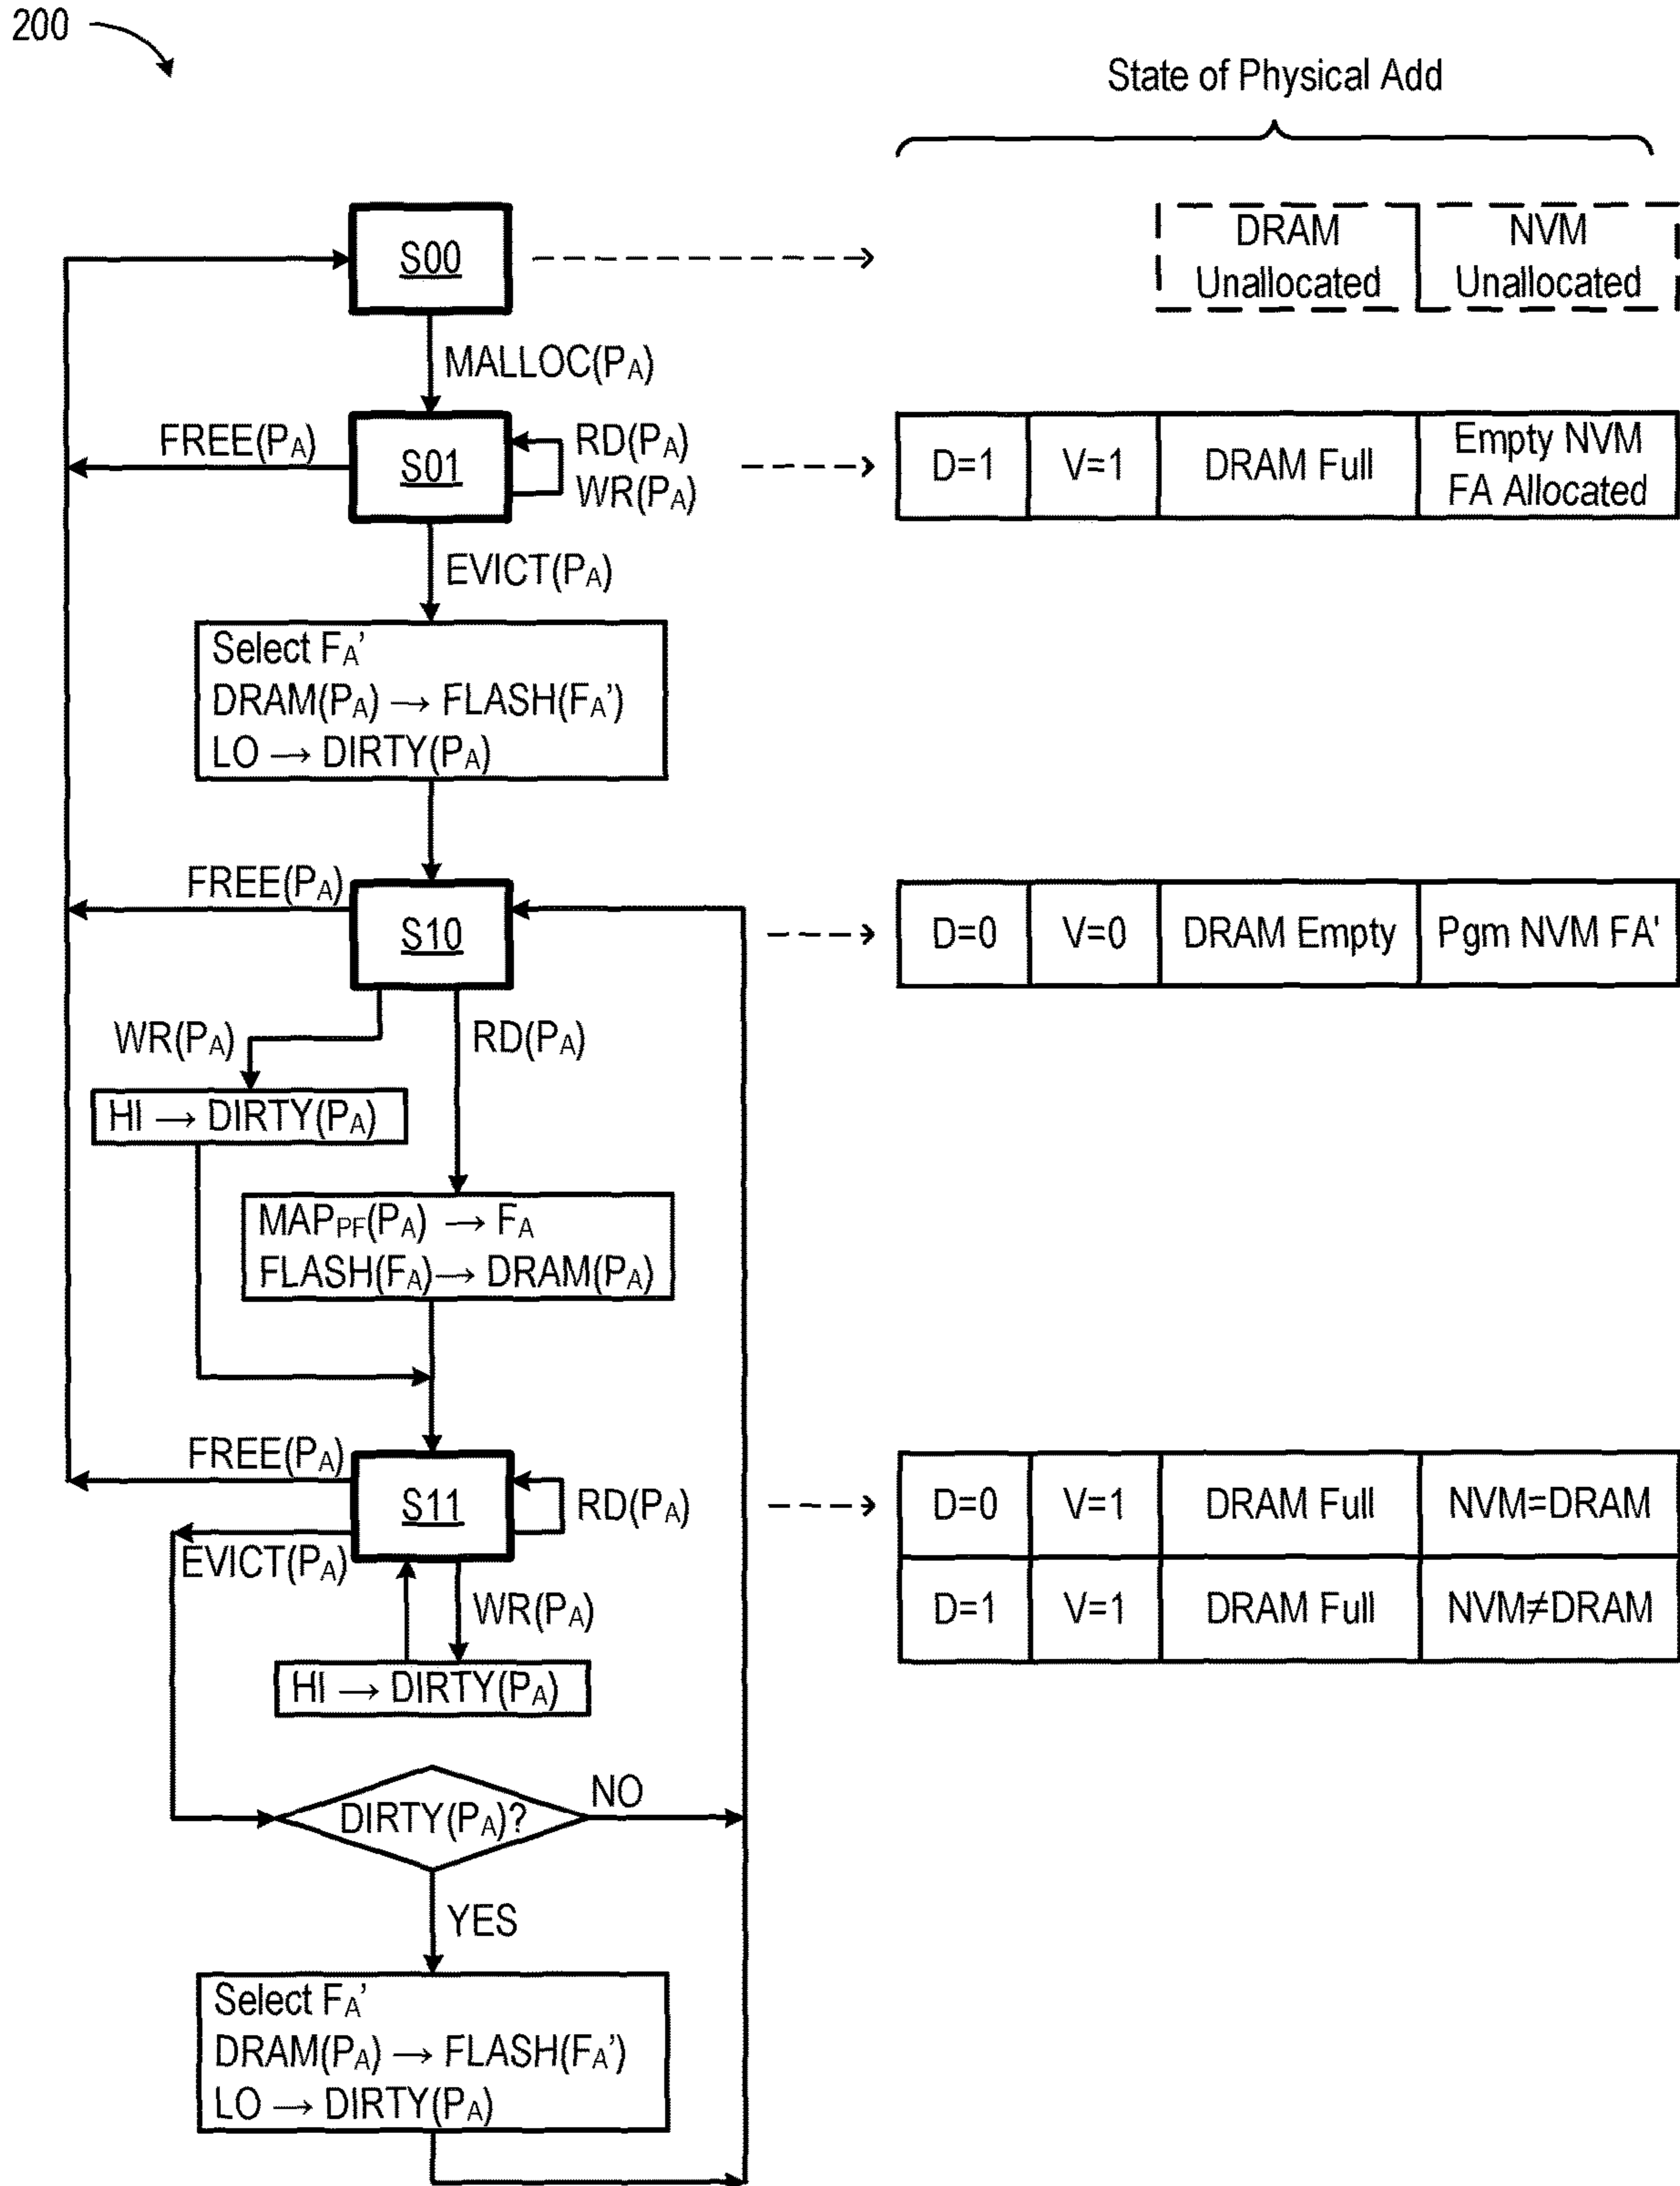 200
State of Physical Add
S00
DRAM
Unallocated
NVM
Unallocated
MALLOC(PA)
FREE(PA)
S01
RD(PA)
WR(PA)
D=1
V=1
DRAM Full
Empty NVM
FA Allocated
EVICT(PA)
Select FA'
DRAM(PA) → FLASH(FA')
LO → DIRTY(PA)
FREE(PA)
S10
D=0
V=0
DRAM Empty
Pgm NVM FA'
WR(PA)
RD(PA)
HI → DIRTY(PA)
MAPPF(PA) → FA
FLASH(FA) → DRAM(PA)
FREE(PA)
S11
RD(PA)
D=0
V=1
DRAM Full
NVM=DRAM
EVICT(PA)
WR(PA)
D=1
V=1
DRAM Full
NVM≠DRAM
HI → DIRTY(PA)
DIRTY(PA)?
NO
YES
Select FA'
DRAM(PA) → FLASH(FA')
LO → DIRTY(PA)